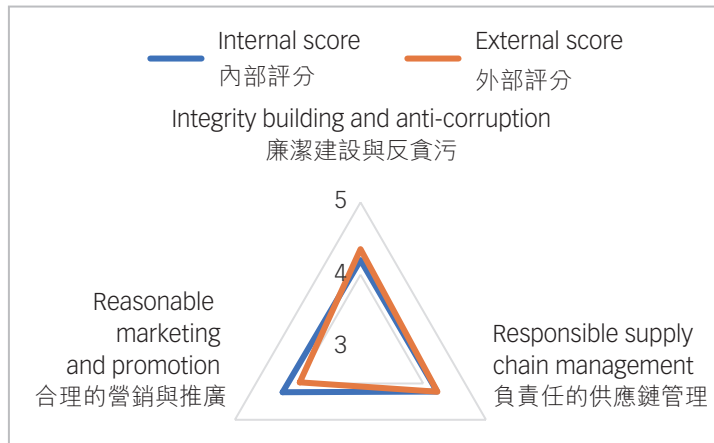 Internal score
內部評分
External score
外部評分
Integrity building and anti-corruption
廉潔建設與反貪污
5
4
3
Reasonable
marketing
and promotion
合理的營銷與推廣
Responsible supply
chain management
負責任的供應鏈管理